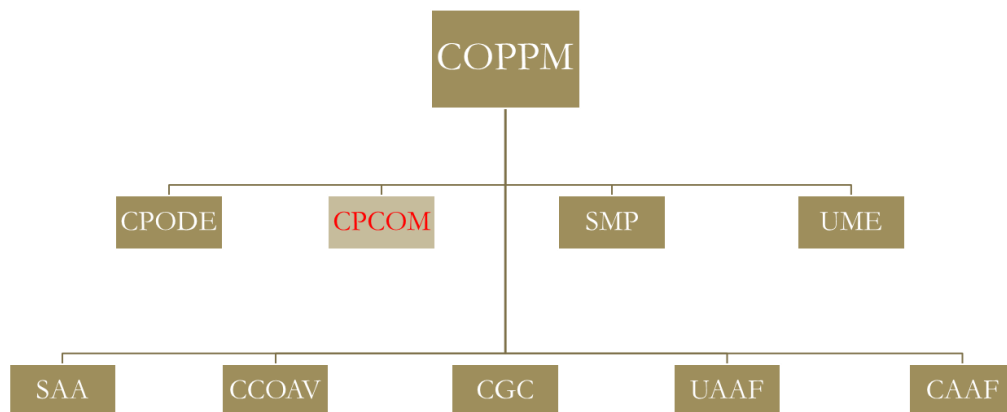 COPPM
CPODE
CPCOM
SMP
UME
SAA
CCOAV
CGC
UAAF
CAAF